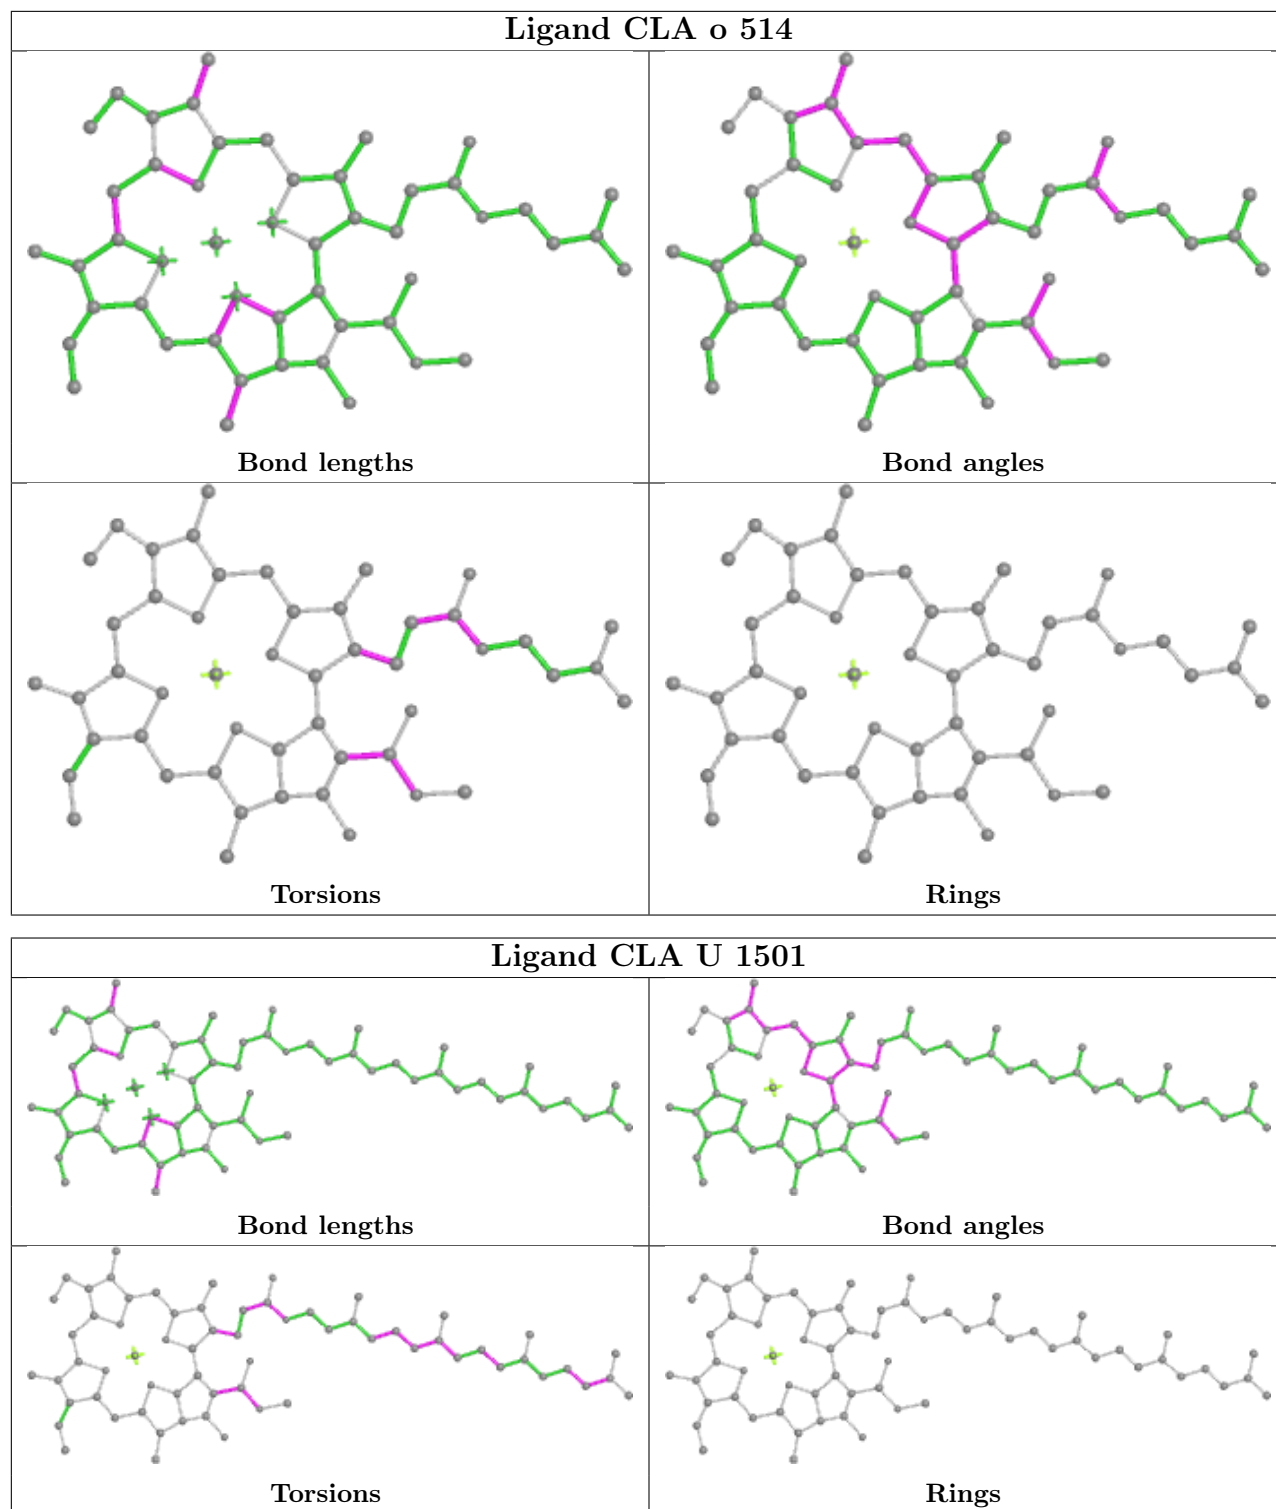 Ligand CLA o 514
Bond lengths
Bond angles
Torsions
Rings
Ligand CLA U 1501
Bond lengths
Bond angles
Torsions
Rings